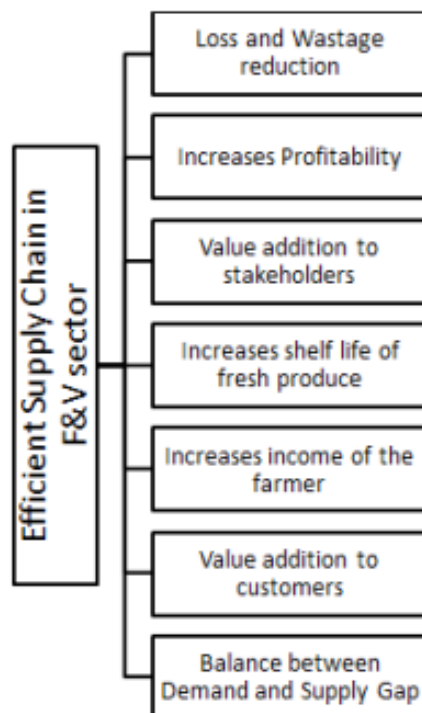 Efficient Supply Chain in
F&V sector
Loss and Wastage
reduction
Increases Profitability
Value addition to
stakeholders
Increases shelf life of
fresh produce
Increases income of the
farmer
Value addition to
customers
Balance between
Demand and Supply Gap